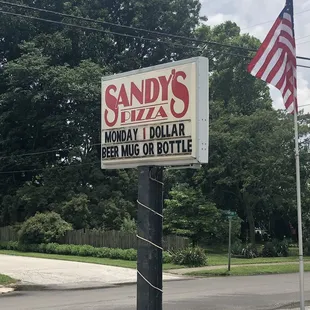 SANDY'S
PIZZA
MONDAY 1 DOLLAR
BEER MUG OR BOTTLE